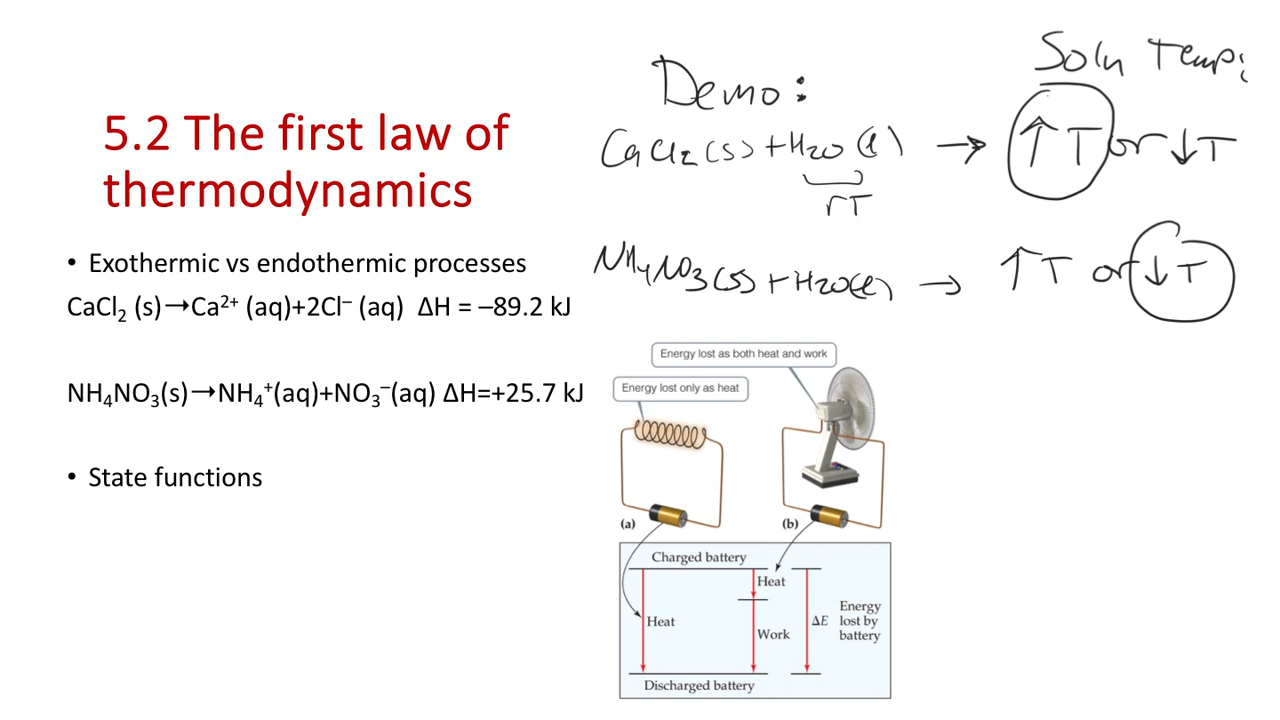 5.2 The first law of
thermodynamics
• Exothermic vs endothermic processes
CaCl₂ (s)→Ca²⁺ (aq)+2Cl⁻ (aq) ΔH = –89.2 kJ
NH₄NO₃(s)→NH₄⁺(aq)+NO₃⁻(aq) ΔH=+25.7 kJ
• State functions
Soln Temp:
Demo:
CaCl₂(s)+H₂O(l) → ↑T or ↓T
rT
NH₄NO₃(s)+H₂O(l) → ↑T or ↓T
Energy lost as both heat and work
Energy lost only as heat
(a)
(b)
Charged battery
Heat
Heat
Work
ΔE
Energy
lost by
battery
Discharged battery